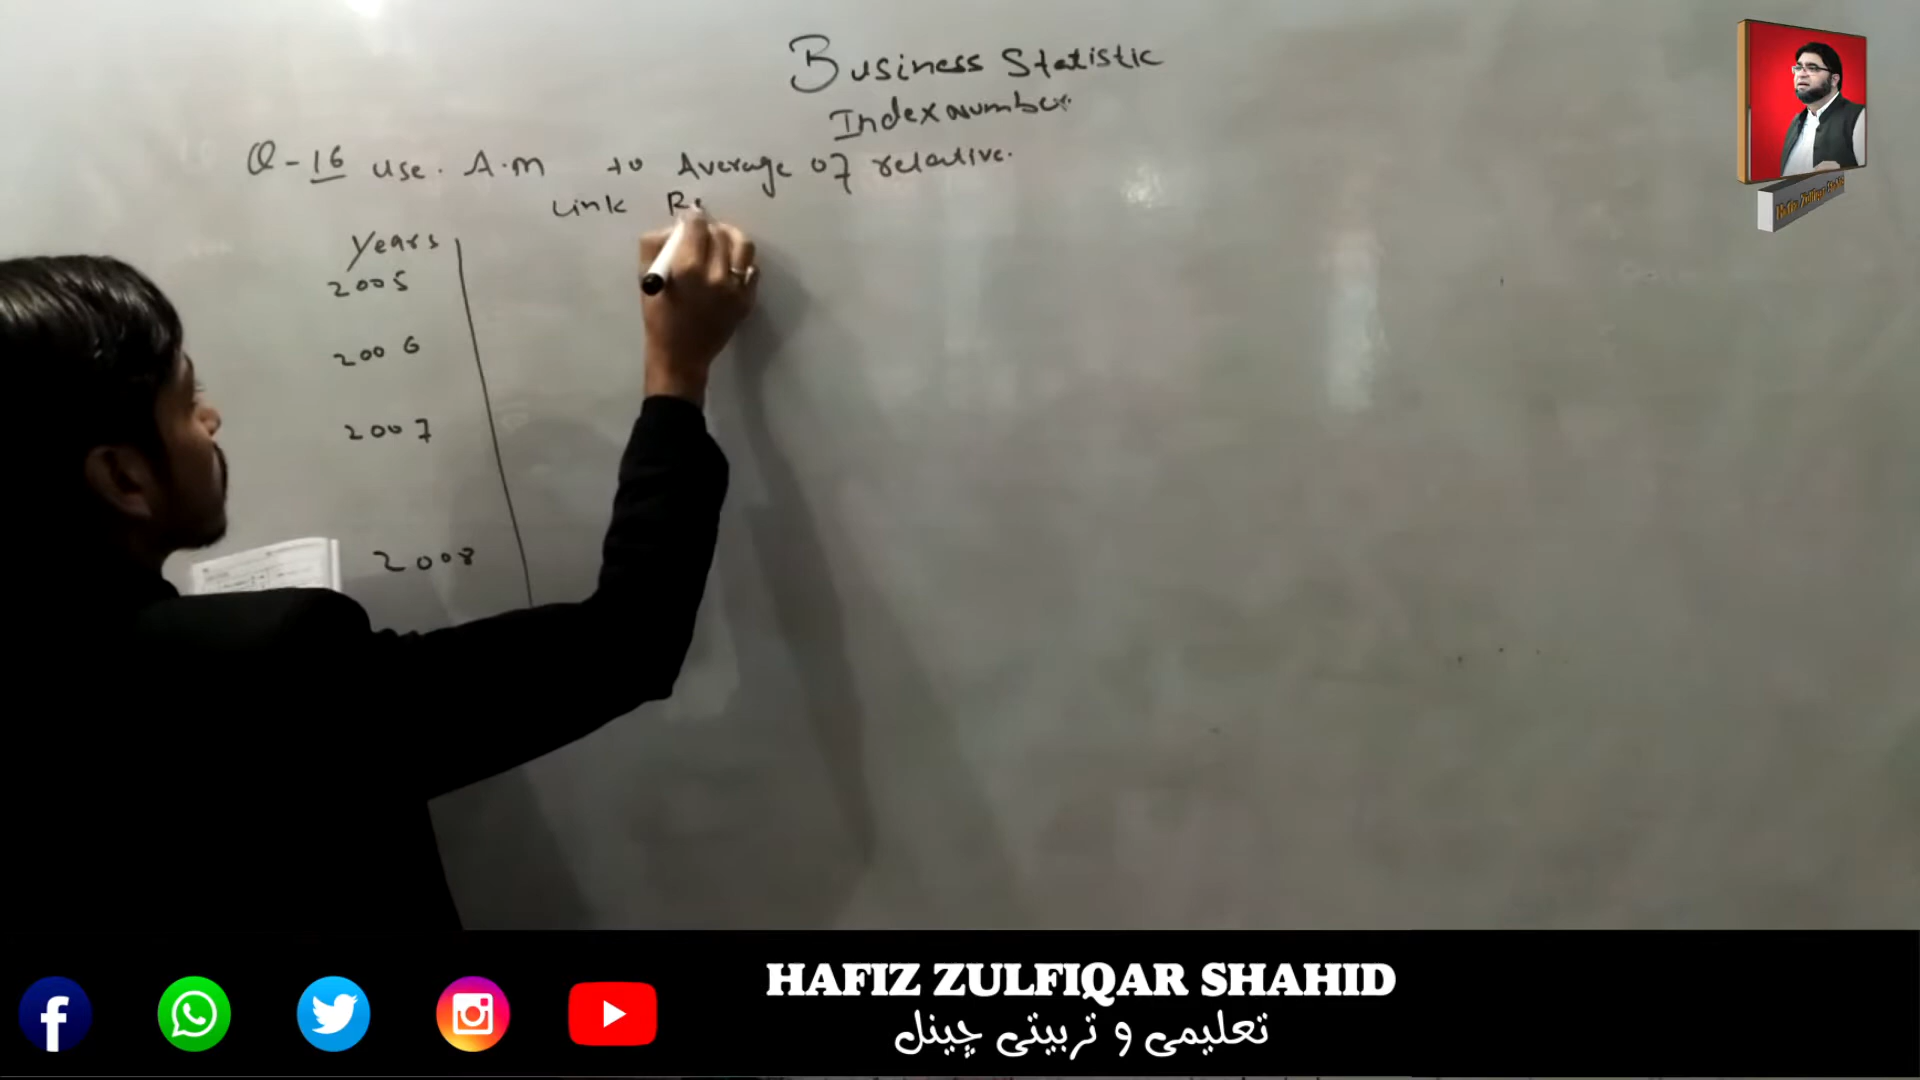 Business Statistic
Index number
Q-16 use. A.M to Average of relative.
Link Re
Years
2005
2006
2007
2008
HAFIZ ZULFIQAR SHAHID
تعلیمی و تربیتی چینل